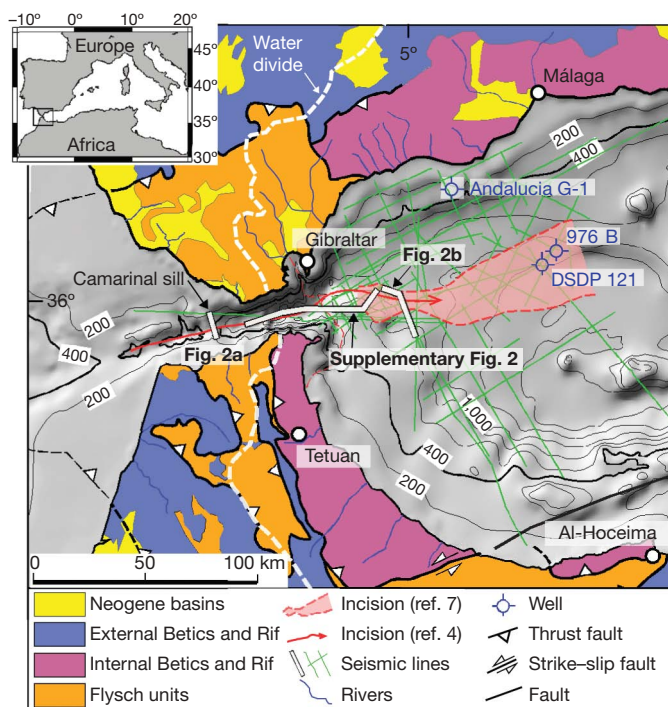 −10° 0° 10° 20°
Europe
45°
40°
35°
30°
Africa
Water
divide
5°
Málaga
200
400
Andalucia G-1
976 B
DSDP 121
Gibraltar
Fig. 2b
Camarinal sill
36°
200
400
200
Fig. 2a
Supplementary Fig. 2
1,000
400
200
Tetuan
Al-Hoceima
0 50 100 km
Neogene basins
External Betics and Rif
Internal Betics and Rif
Flysch units
Incision (ref. 7)
Incision (ref. 4)
Seismic lines
Rivers
Well
Thrust fault
Strike–slip fault
Fault